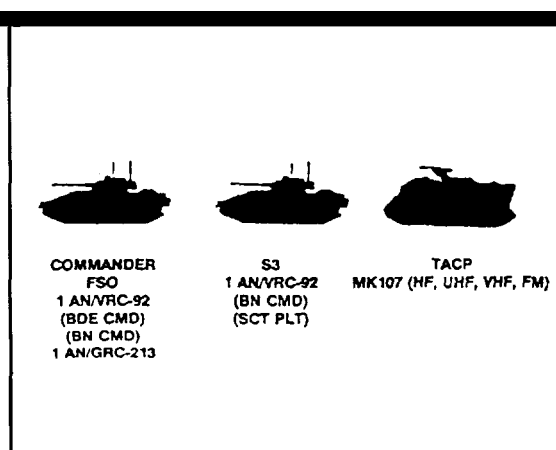 COMMANDER
FSO
1 AN/VRC-92
(BDE CMD)
(BN CMD)
1 AN/GRC-213
S3
1 AN/VRC-92
(BN CMD)
(SCT PLT)
TACP
MK107 (HF, UHF, VHF, FM)